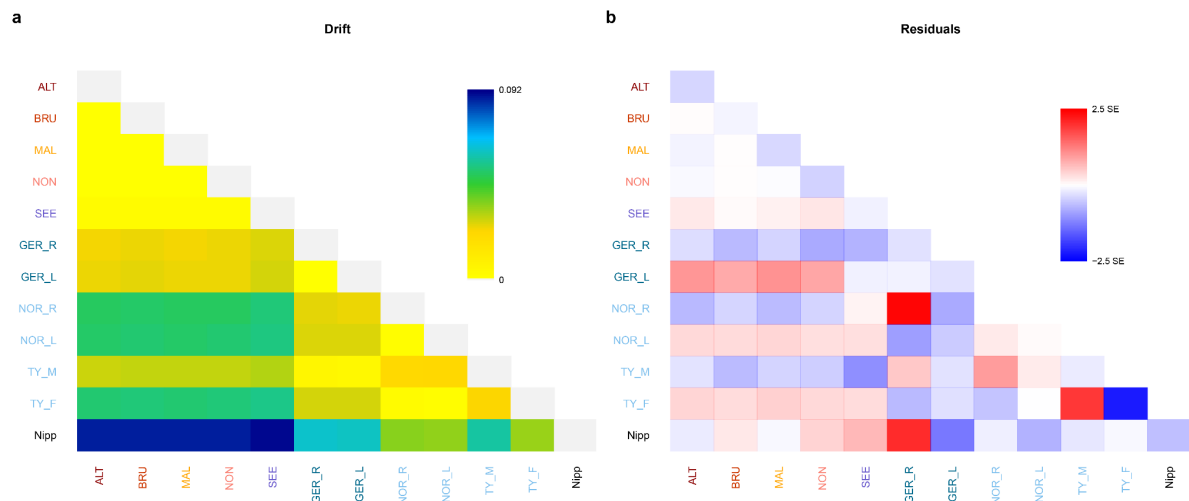 a
Drift
ALT
BRU
MAL
NON
SEE
GER_R
GER_L
NOR_R
NOR_L
TY_M
TY_F
Nipp
0.092
0
ALT
BRU
MAL
NON
SEE
GER_R
GER_L
NOR_R
NOR_L
TY_M
TY_F
Nipp
b
Residuals
ALT
BRU
MAL
NON
SEE
GER_R
GER_L
NOR_R
NOR_L
TY_M
TY_F
Nipp
2.5 SE
−2.5 SE
ALT
BRU
MAL
NON
SEE
GER_R
GER_L
NOR_R
NOR_L
TY_M
TY_F
Nipp